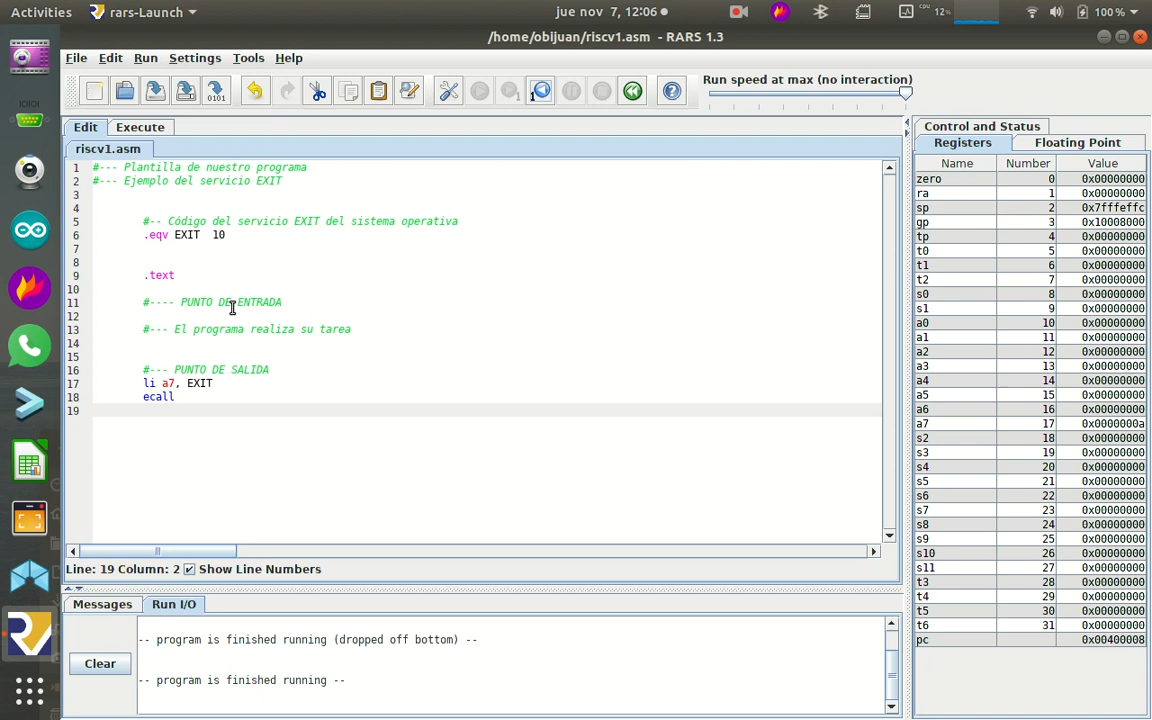 Activities rars-Launch jue nov 7, 12:06 cpu 12% 100%
/home/obijuan/riscv1.asm - RARS 1.3
File Edit Run Settings Tools Help
Run speed at max (no interaction)
Edit Execute
riscv1.asm
1 #--- Plantilla de nuestro programa
2 #--- Ejemplo del servicio EXIT
3
4
5 #-- Código del servicio EXIT del sistema operativa
6 .eqv EXIT 10
7
8
9 .text
10
11 #---- PUNTO DE ENTRADA
12
13 #--- El programa realiza su tarea
14
15
16 #--- PUNTO DE SALIDA
17 li a7, EXIT
18 ecall
19
Line: 19 Column: 2 Show Line Numbers
Messages Run I/O
Clear
-- program is finished running (dropped off bottom) --
-- program is finished running --
Control and Status
Registers Floating Point
Name Number Value
zero 0 0x00000000
ra 1 0x00000000
sp 2 0x7fffeffc
gp 3 0x10008000
tp 4 0x00000000
t0 5 0x00000000
t1 6 0x00000000
t2 7 0x00000000
s0 8 0x00000000
s1 9 0x00000000
a0 10 0x00000000
a1 11 0x00000000
a2 12 0x00000000
a3 13 0x00000000
a4 14 0x00000000
a5 15 0x00000000
a6 16 0x00000000
a7 17 0x0000000a
s2 18 0x00000000
s3 19 0x00000000
s4 20 0x00000000
s5 21 0x00000000
s6 22 0x00000000
s7 23 0x00000000
s8 24 0x00000000
s9 25 0x00000000
s10 26 0x00000000
s11 27 0x00000000
t3 28 0x00000000
t4 29 0x00000000
t5 30 0x00000000
t6 31 0x00000000
pc 0x00400008